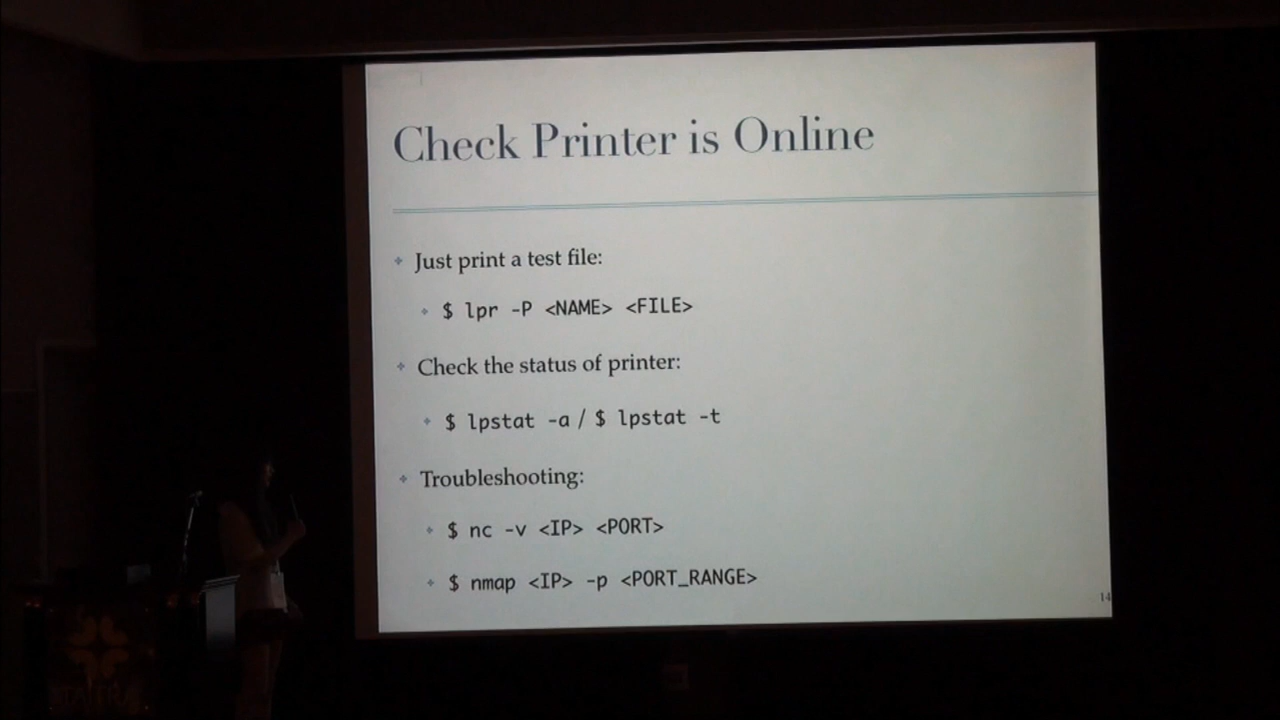 Check Printer is Online
Just print a test file:
$ lpr -P <NAME> <FILE>
Check the status of printer:
$ lpstat -a / $ lpstat -t
Troubleshooting:
$ nc -v <IP> <PORT>
$ nmap <IP> -p <PORT_RANGE>
14